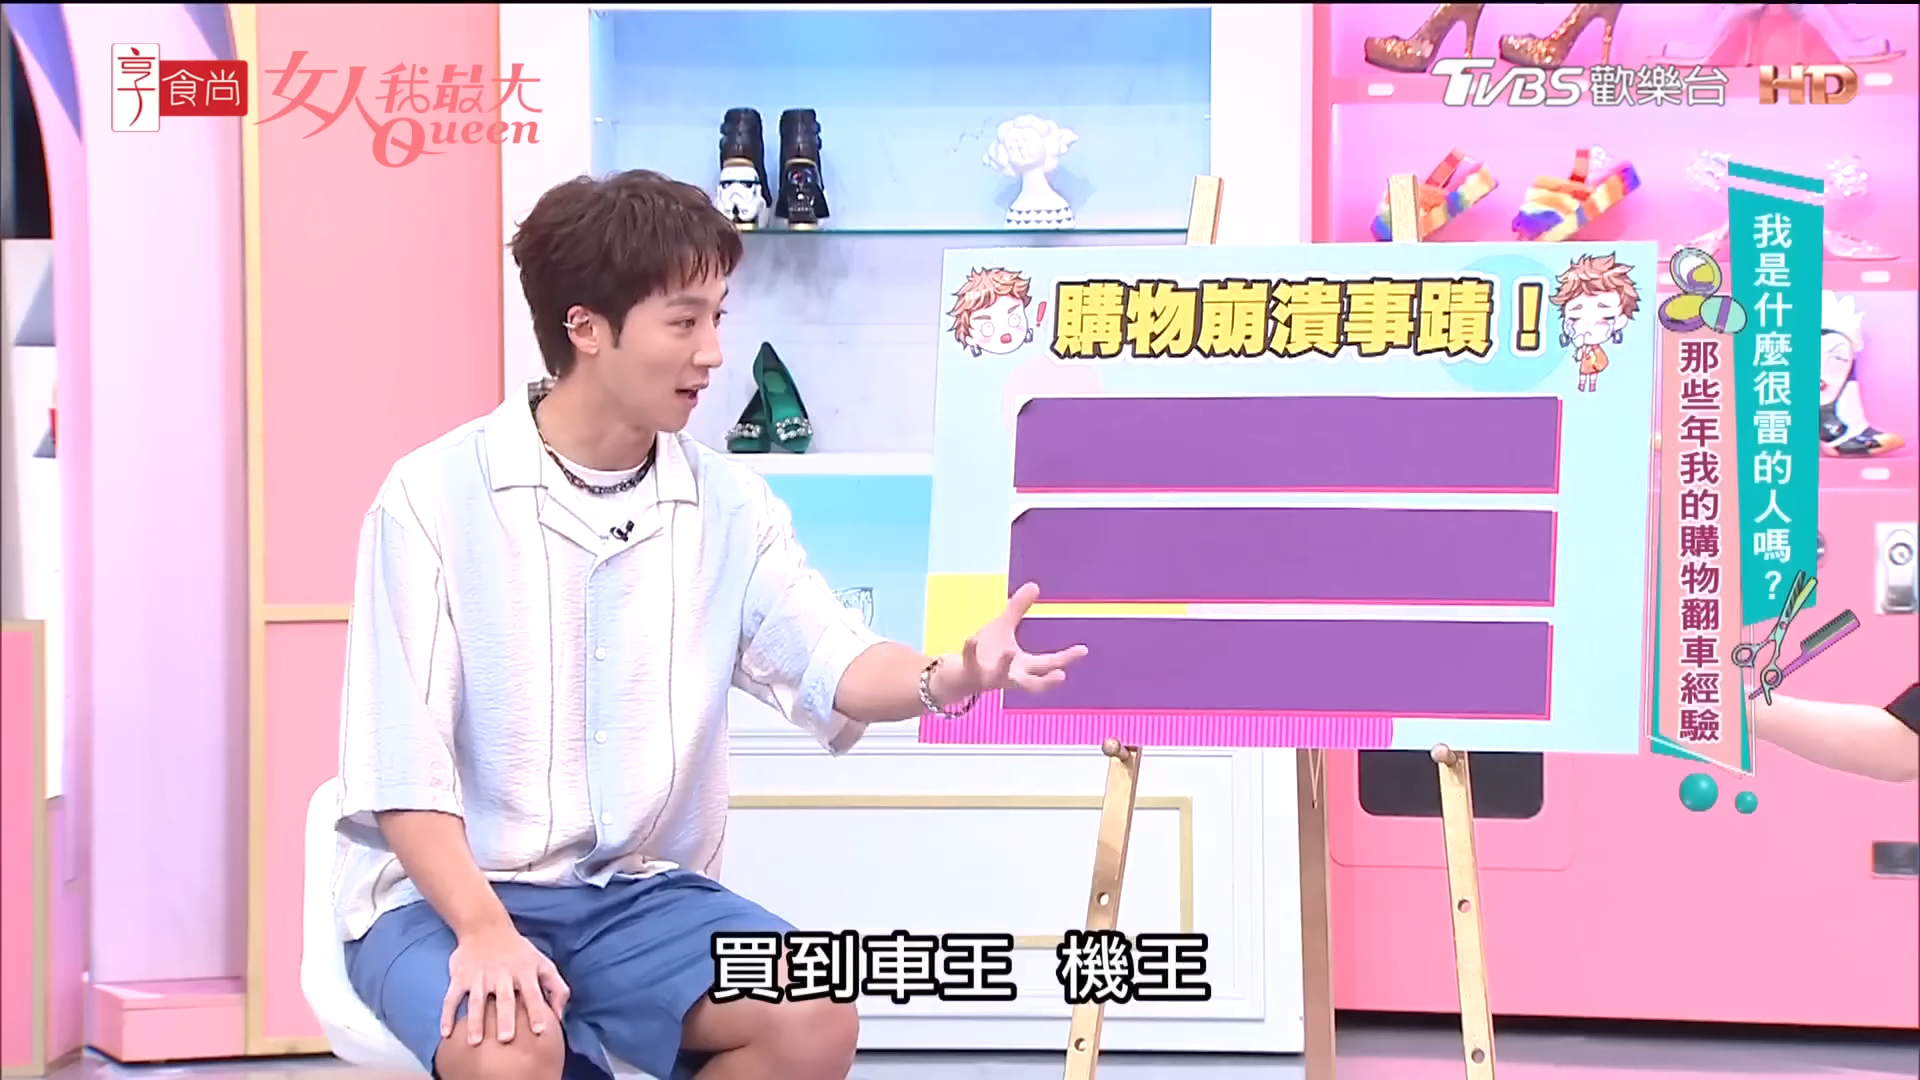 享食尚
女人我最大
Queen
TVBS歡樂台 HD
購物崩潰事蹟！
我是什麼很雷的人嗎？
那些年我的購物翻車經驗
買到車王 機王